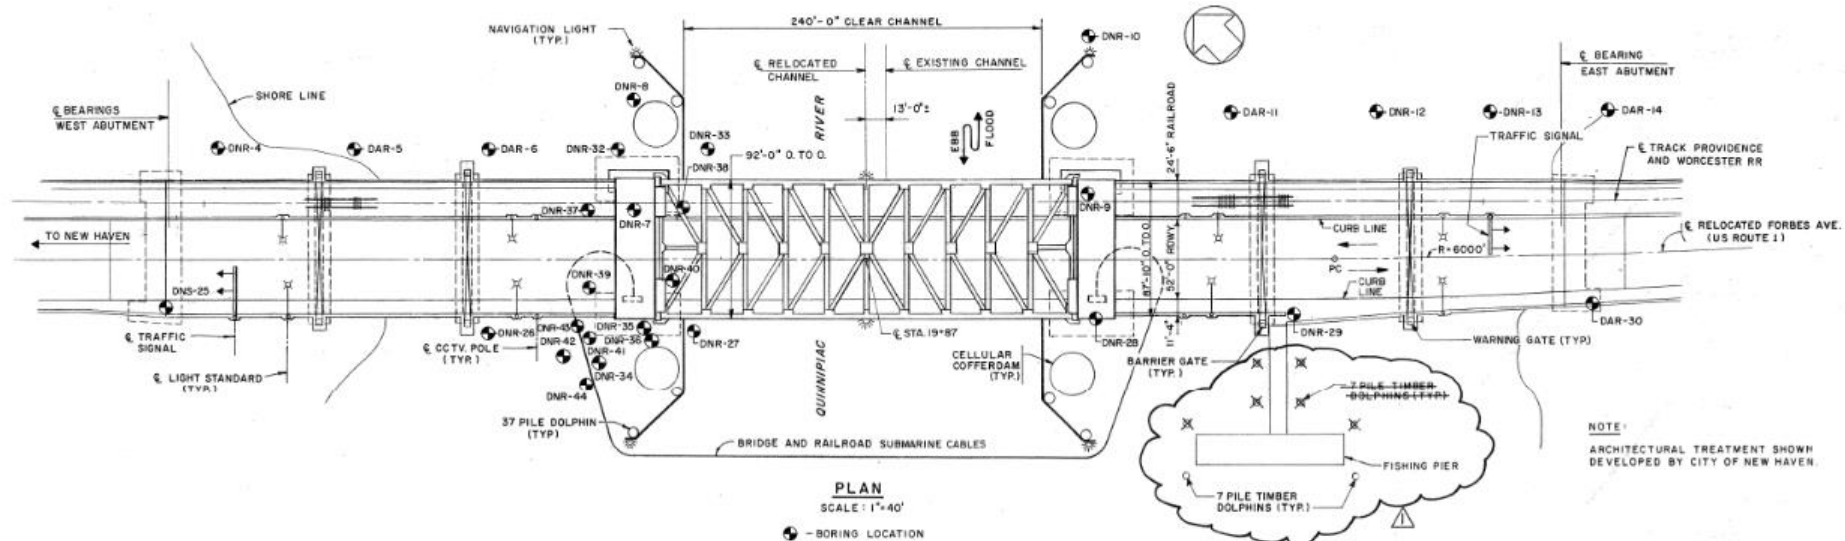 240'-0" CLEAR CHANNEL
NAVIGATION LIGHT
(TYP.)
DNR-10
℄ RELOCATED
CHANNEL
℄ EXISTING CHANNEL
℄ BEARING
EAST ABUTMENT
SHORE LINE
℄ BEARINGS
WEST ABUTMENT
DNR-8
13'-0"±
RIVER
EBB
FLOOD
24'-6" RAILROAD
DAR-11
DNR-12
DNR-13
DAR-14
TRAFFIC SIGNAL
DNR-4
DAR-5
DAR-6
DNR-32
DNR-33
92'-0" O. TO O.
DNR-38
℄ TRACK PROVIDENCE
AND WORCESTER RR
DNR-37
DNR-7
DNR-9
TO NEW HAVEN
CURB LINE
R=6000'
℄ RELOCATED FORBES AVE.
(US ROUTE 1)
87'-10" O. TO O.
52'-0" RDWY
PC
DNR-39
DNR-40
DNS-25
CURB
LINE
11'-4"
DAR-30
DNR-29
℄ TRAFFIC
SIGNAL
DNR-26
DNR-43
DNR-42
DNR-35
DNR-36
DNR-41
DNR-34
DNR-27
℄ STA. 19+87
DNR-28
℄ CCTV. POLE
(TYP.)
BARRIER GATE
(TYP.)
WARNING GATE (TYP)
℄ LIGHT STANDARD
(TYP.)
DNR-44
QUINNIPIAC
CELLULAR
COFFERDAM
(TYP.)
7 PILE TIMBER
DOLPHINS (TYP)
37 PILE DOLPHIN
(TYP)
BRIDGE AND RAILROAD SUBMARINE CABLES
FISHING PIER
NOTE:
ARCHITECTURAL TREATMENT SHOWN
DEVELOPED BY CITY OF NEW HAVEN.
7 PILE TIMBER
DOLPHINS (TYP.)
1
PLAN
SCALE: 1"=40'
-BORING LOCATION